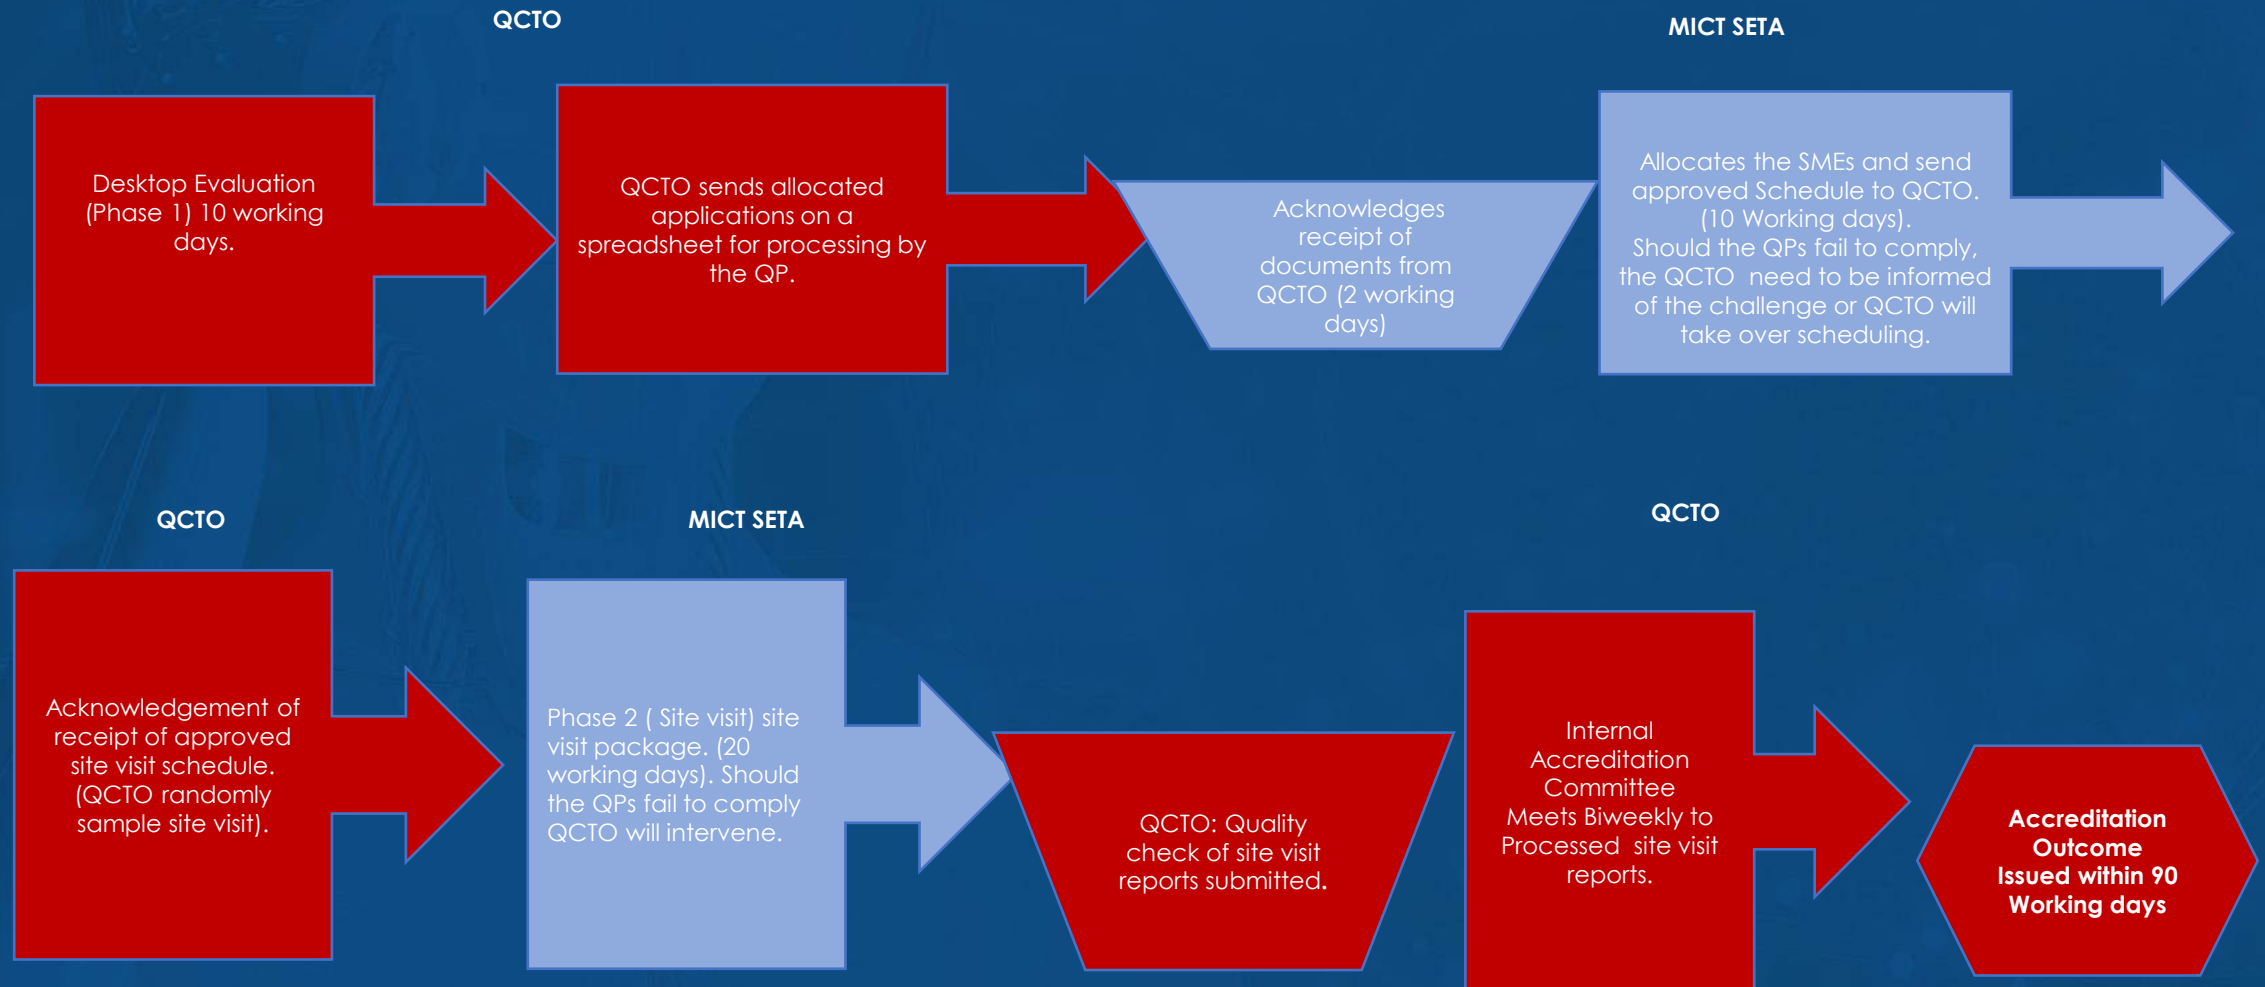 QCTO
MICT SETA
Desktop Evaluation
(Phase 1) 10 working
days.
QCTO sends allocated
applications on a
spreadsheet for processing by
the QP.
Acknowledges
receipt of
documents from
QCTO (2 working
days)
Allocates the SMEs and send
approved Schedule to QCTO.
(10 Working days).
Should the QPs fail to comply,
the QCTO need to be informed
of the challenge or QCTO will
take over scheduling.
QCTO
MICT SETA
QCTO
Acknowledgement of
receipt of approved
site visit schedule.
(QCTO randomly
sample site visit).
Phase 2 ( Site visit) site
visit package. (20
working days). Should
the QPs fail to comply
QCTO will intervene.
QCTO: Quality
check of site visit
reports submitted.
Internal
Accreditation
Committee
Meets Biweekly to
Processed site visit
reports.
Accreditation
Outcome
Issued within 90
Working days